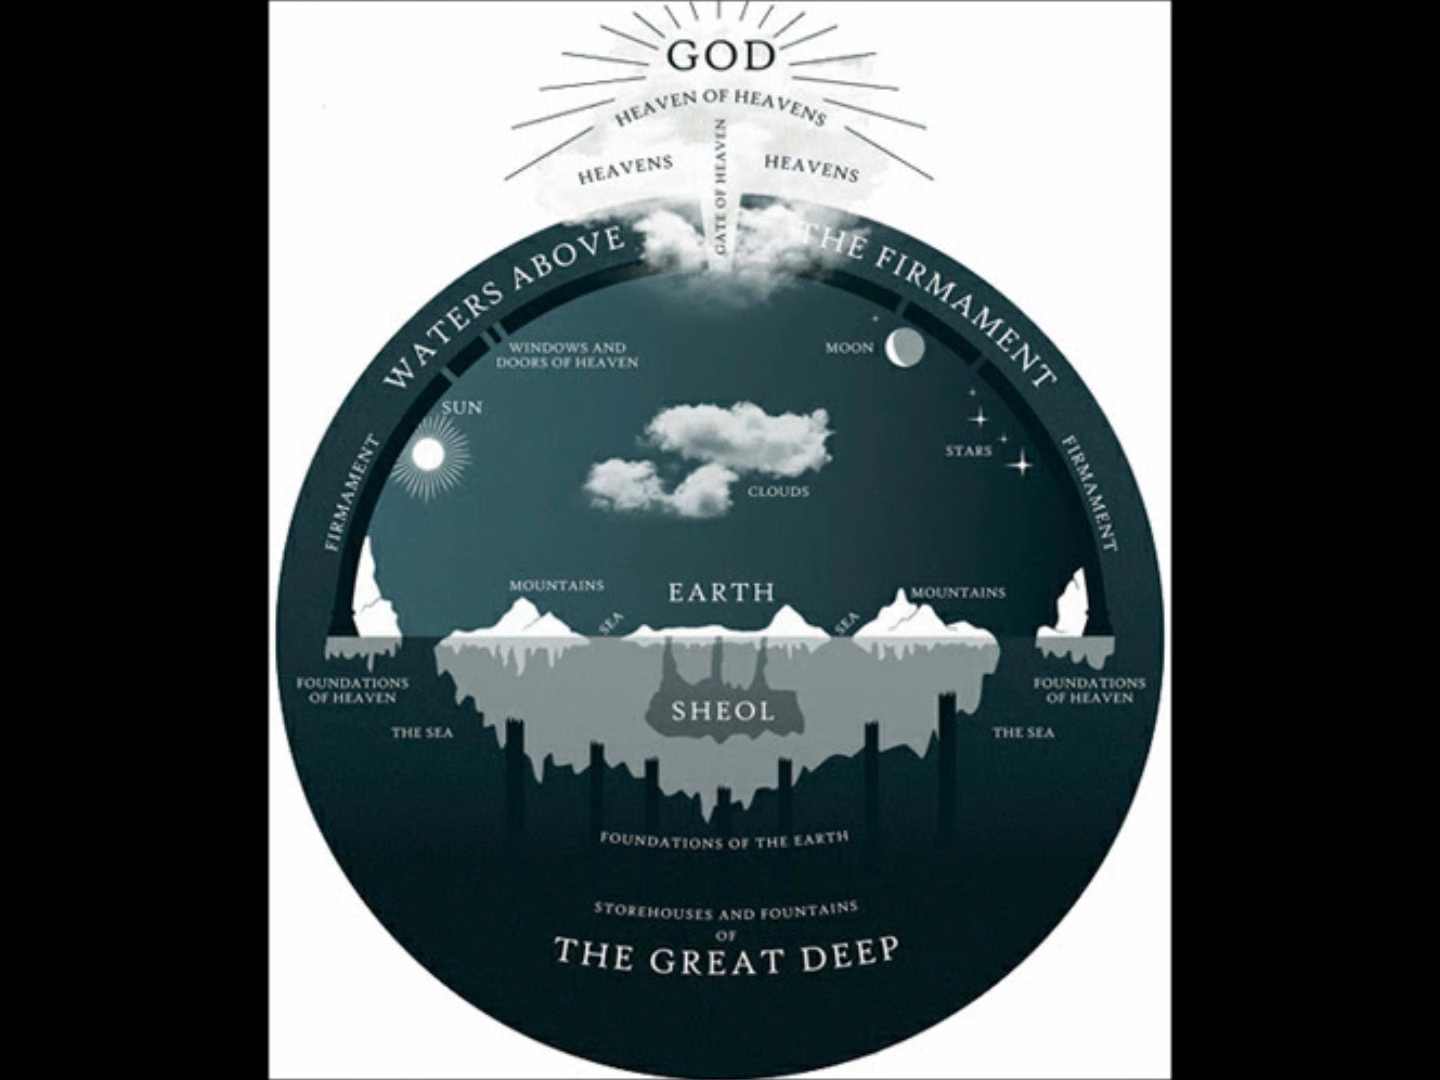 GOD
HEAVEN OF HEAVENS
HEAVENS
GATE OF HEAVEN
HEAVENS
WATERS ABOVE
THE FIRMAMENT
WINDOWS AND
DOORS OF HEAVEN
MOON
SUN
STARS
CLOUDS
FIRMAMENT
FIRMAMENT
MOUNTAINS
SEA
EARTH
SEA
MOUNTAINS
FOUNDATIONS
OF HEAVEN
SHEOL
FOUNDATIONS
OF HEAVEN
THE SEA
THE SEA
FOUNDATIONS OF THE EARTH
STOREHOUSES AND FOUNTAINS
OF
THE GREAT DEEP